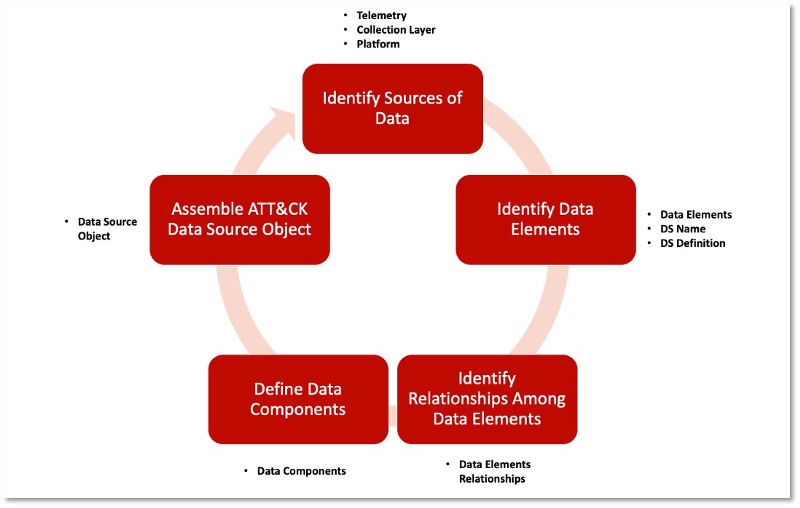 • Telemetry
• Collection Layer
• Platform
Identify Sources of
Data
Identify Data
Elements
• Data Elements
• DS Name
• DS Definition
Identify
Relationships Among
Data Elements
• Data Elements
Relationships
Define Data
Components
• Data Components
Assemble ATT&CK
Data Source Object
• Data Source
Object